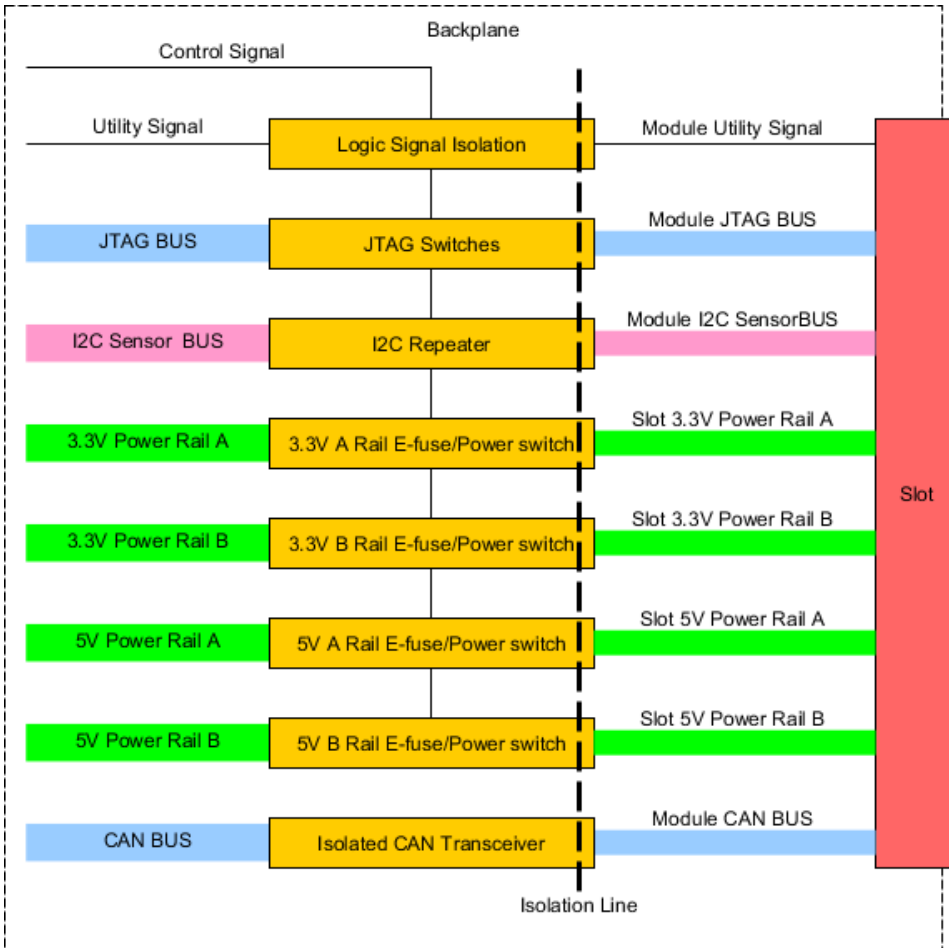 Backplane
Control Signal
Utility Signal
Logic Signal Isolation
Module Utility Signal
JTAG BUS
JTAG Switches
Module JTAG BUS
I2C Sensor BUS
I2C Repeater
Module I2C SensorBUS
3.3V Power Rail A
3.3V A Rail E-fuse/Power switch
Slot 3.3V Power Rail A
Slot
3.3V Power Rail B
3.3V B Rail E-fuse/Power switch
Slot 3.3V Power Rail B
5V Power Rail A
5V A Rail E-fuse/Power switch
Slot 5V Power Rail A
5V Power Rail B
5V B Rail E-fuse/Power switch
Slot 5V Power Rail B
CAN BUS
Isolated CAN Transceiver
Module CAN BUS
Isolation Line